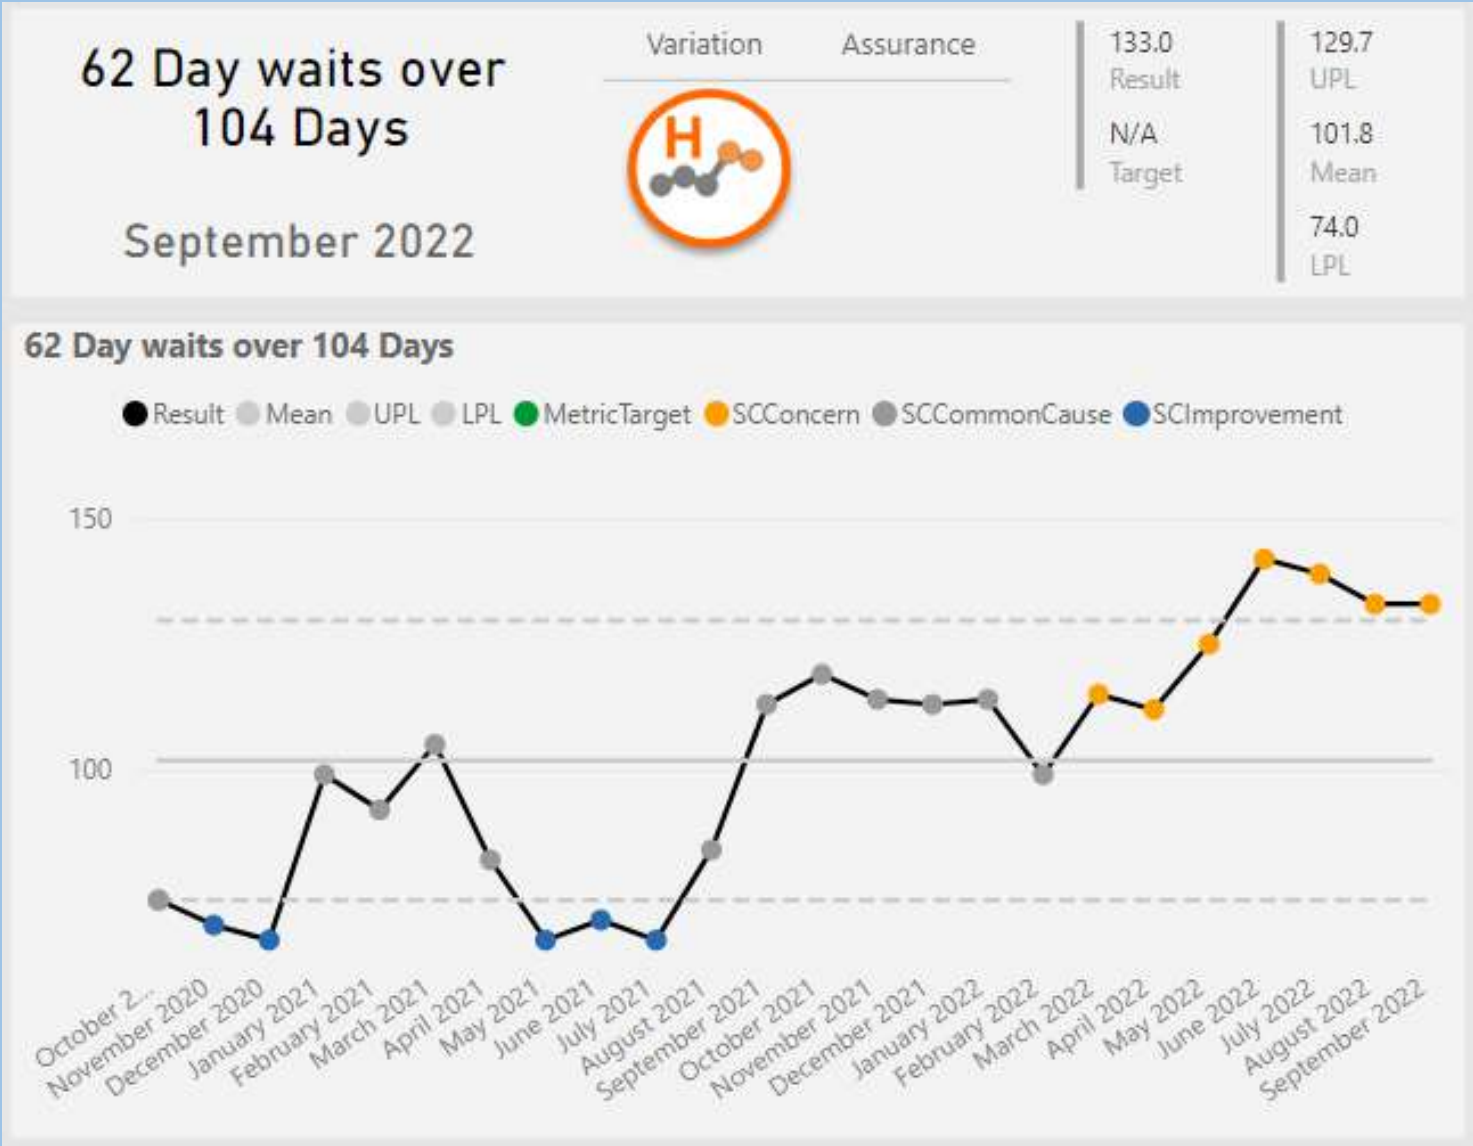 62 Day waits over
104 Days
September 2022
Variation Assurance
H
133.0
Result
N/A
Target
129.7
UPL
101.8
Mean
74.0
LPL
62 Day waits over 104 Days
Result Mean UPL LPL MetricTarget SCConcern SCCommonCause SCImprovement
150
100
October 2...
November 2020
December 2020
January 2021
February 2021
March 2021
April 2021
May 2021
June 2021
July 2021
August 2021
September 2021
October 2021
November 2021
December 2021
January 2022
February 2022
March 2022
April 2022
May 2022
June 2022
July 2022
August 2022
September 2022